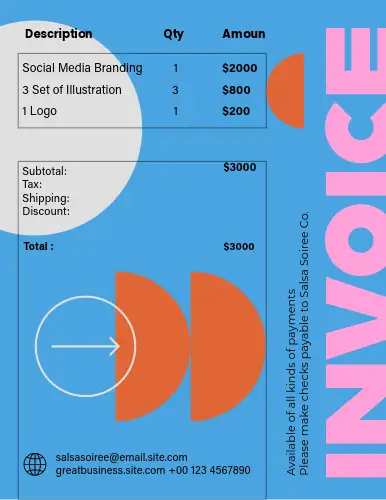 Description Qty Amoun
Social Media Branding 1 $2000
3 Set of Illustration 3 $800
1 Logo 1 $200
Subtotal: $3000
Tax:
Shipping:
Discount:
Total : $3000
salsasoiree@email.site.com
greatbusiness.site.com +00 123 4567890
Available of all kinds of payments
Please make checks payable to Salsa Soiree Co.
INVOICE